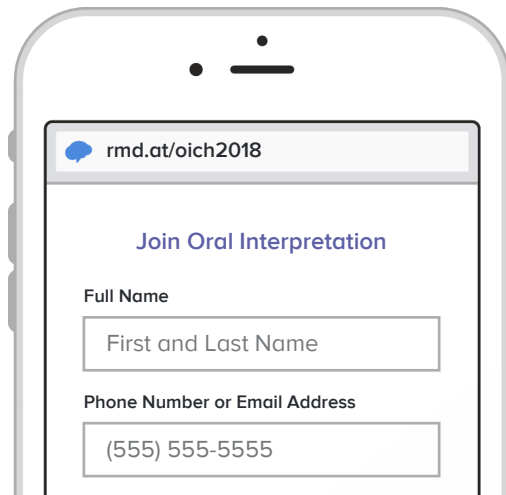 rmd.at/oich2018
Join Oral Interpretation
Full Name
First and Last Name
Phone Number or Email Address
(555) 555-5555